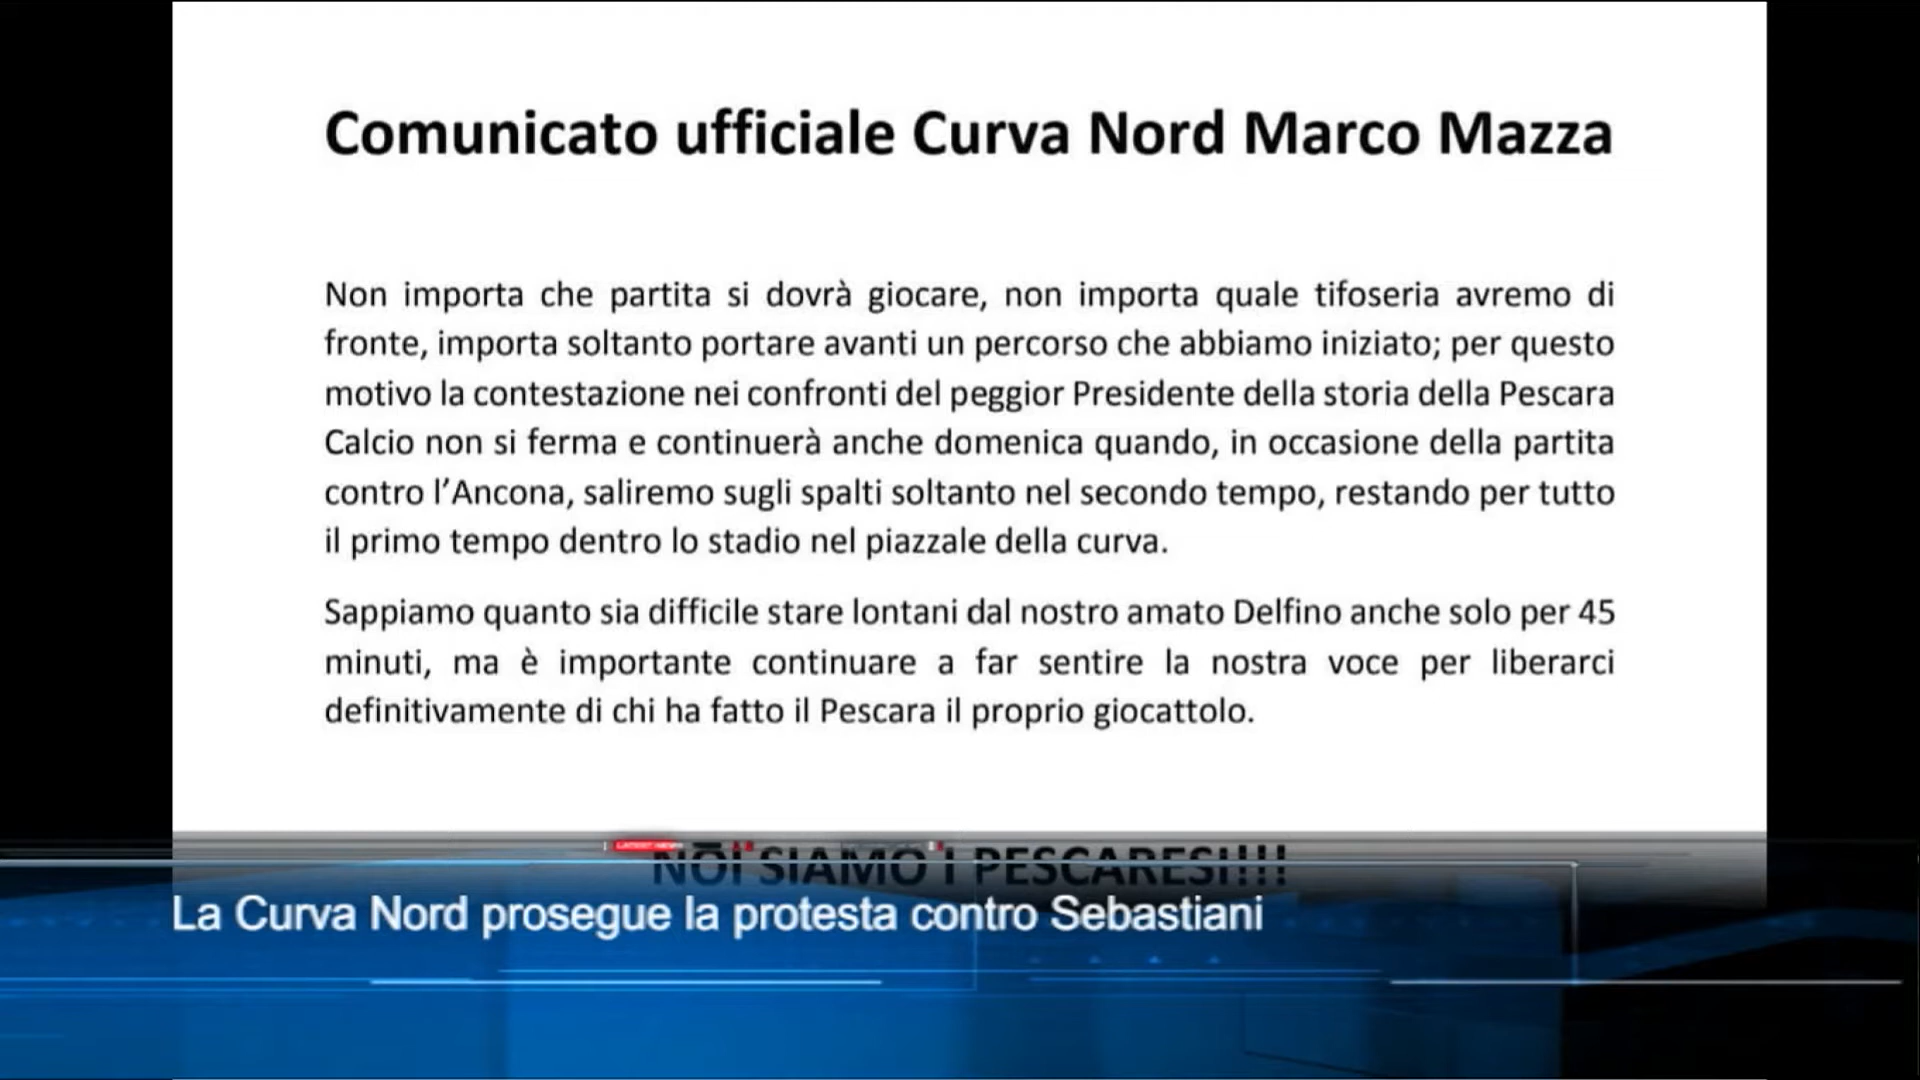 Comunicato ufficiale Curva Nord Marco Mazza
Non importa che partita si dovrà giocare, non importa quale tifoseria avremo di
fronte, importa soltanto portare avanti un percorso che abbiamo iniziato; per questo
motivo la contestazione nei confronti del peggior Presidente della storia della Pescara
Calcio non si ferma e continuerà anche domenica quando, in occasione della partita
contro l'Ancona, saliremo sugli spalti soltanto nel secondo tempo, restando per tutto
il primo tempo dentro lo stadio nel piazzale della curva.
Sappiamo quanto sia difficile stare lontani dal nostro amato Delfino anche solo per 45
minuti, ma è importante continuare a far sentire la nostra voce per liberarci
definitivamente di chi ha fatto il Pescara il proprio giocattolo.
LATEST NEWS
NOI SIAMO I PESCARESI!!!
La Curva Nord prosegue la protesta contro Sebastiani